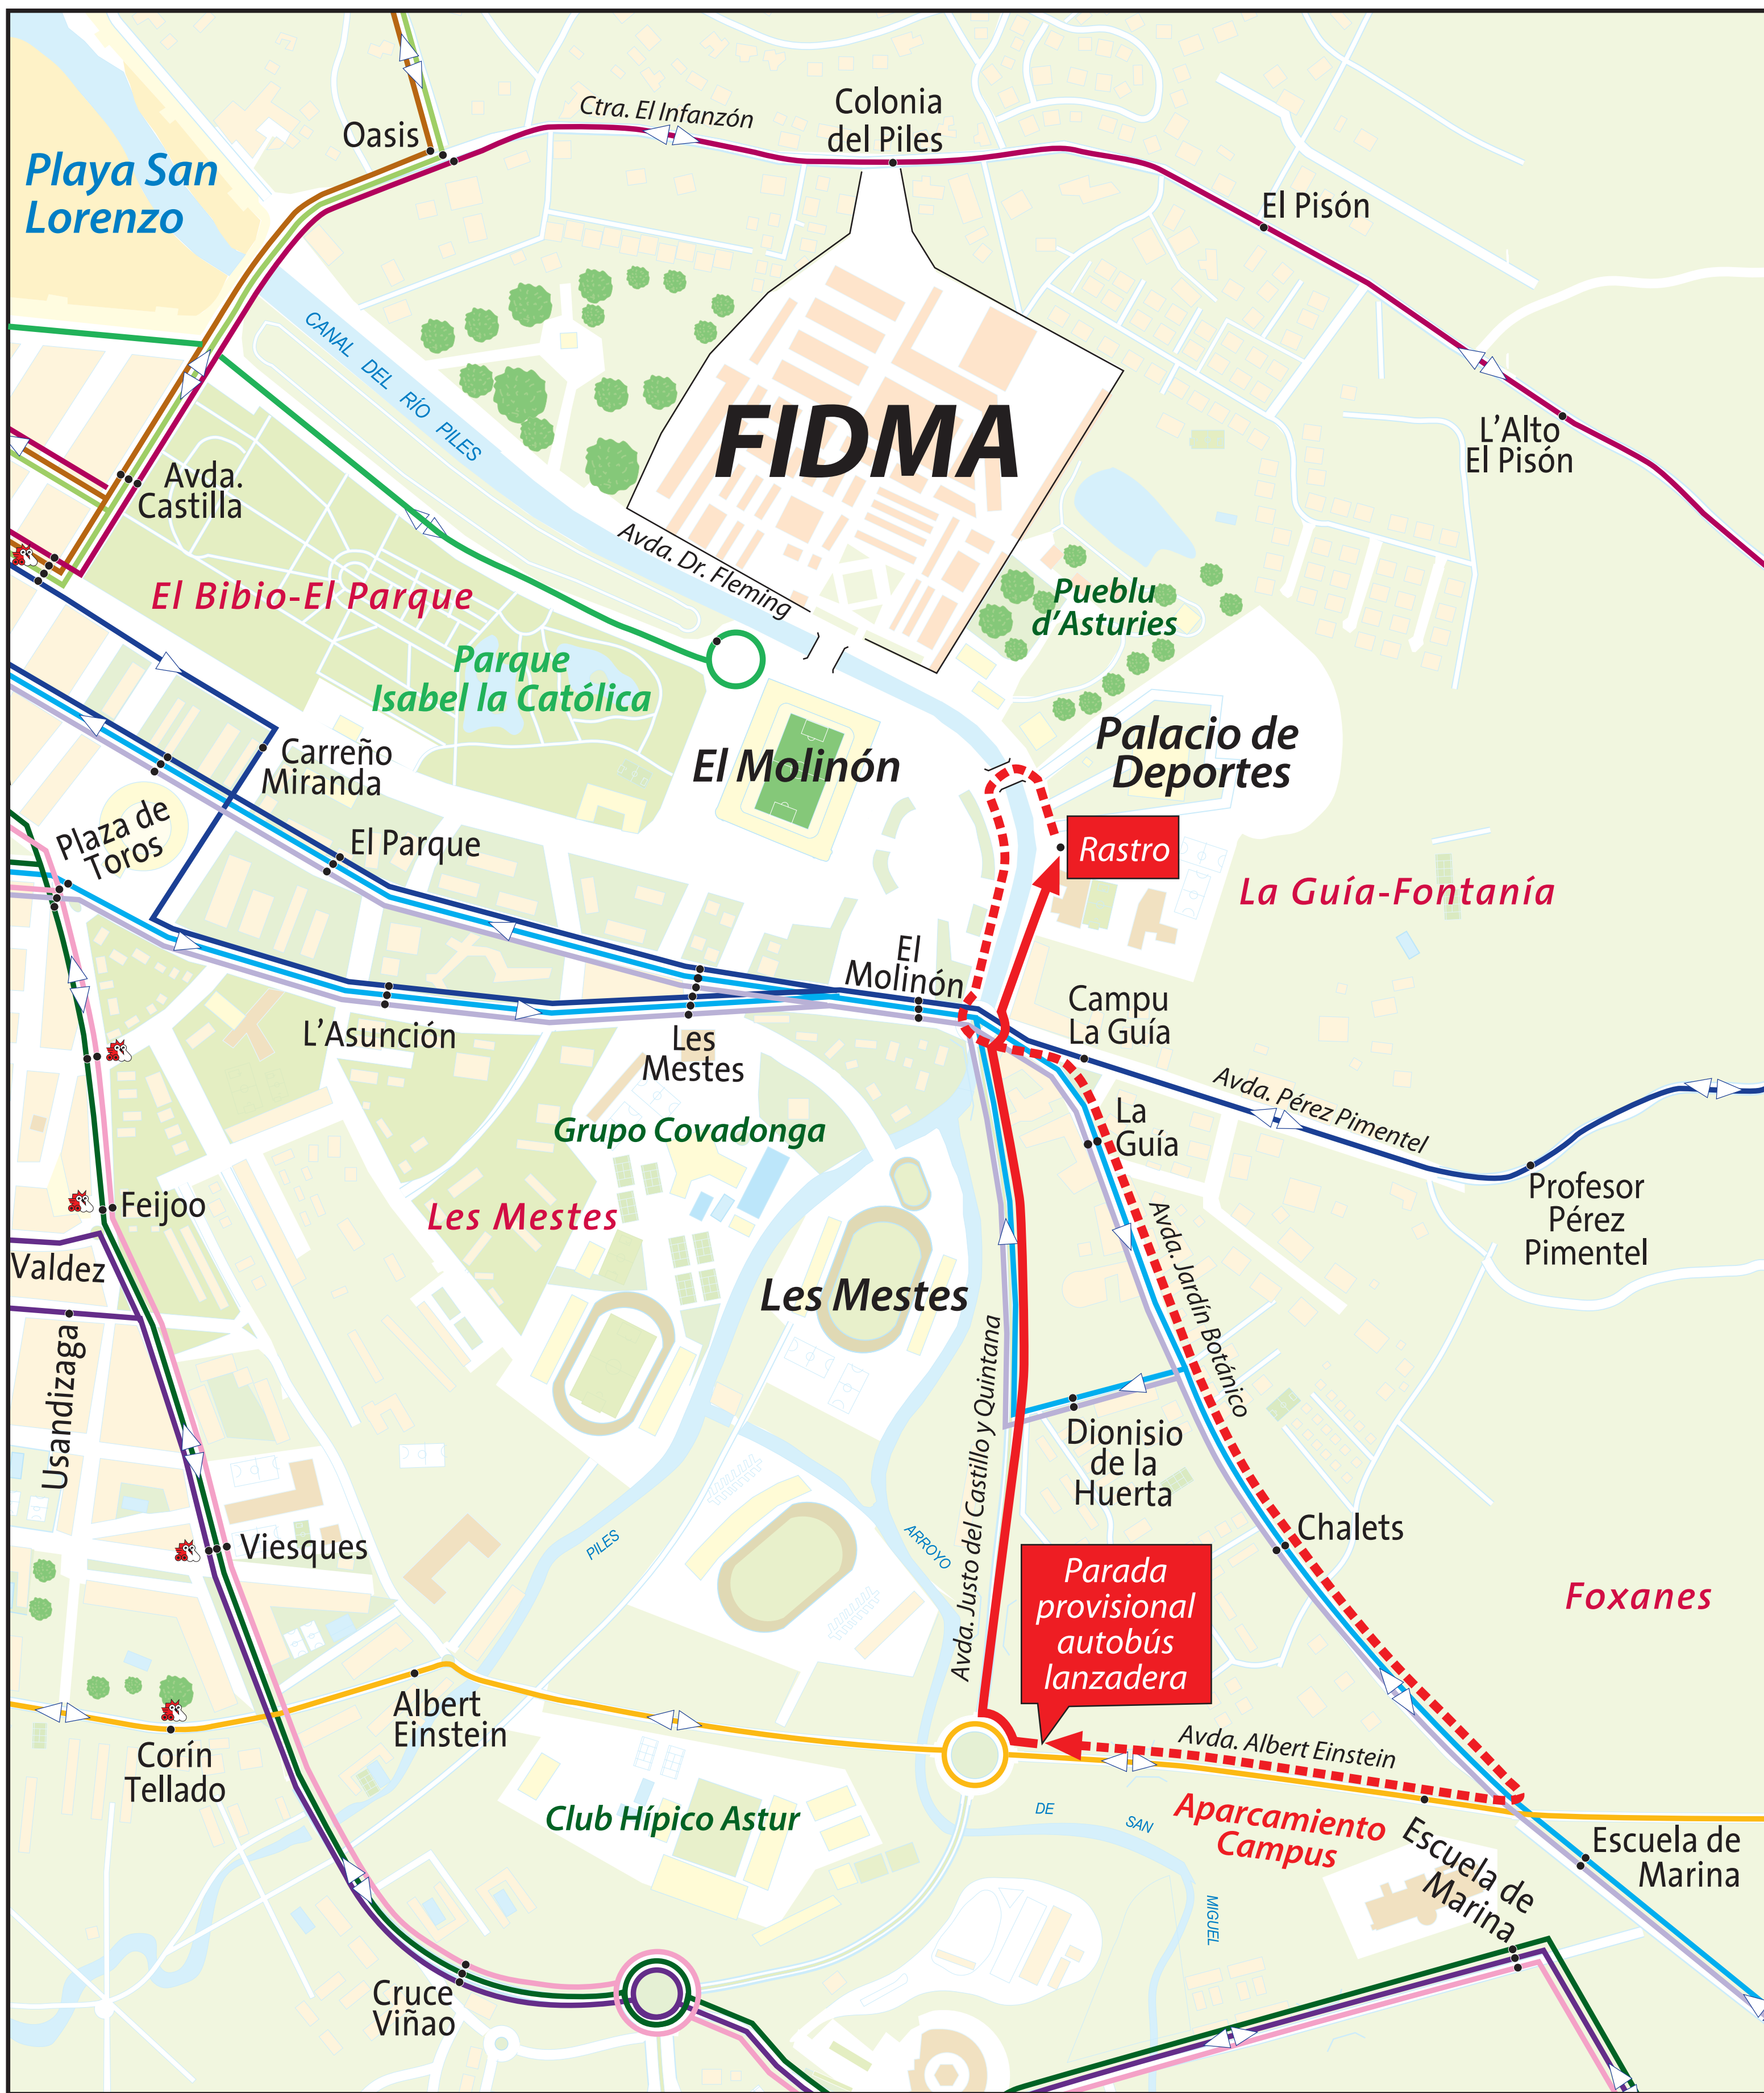 Ctra. El Infanzón
Colonia
del Piles
Oasis
Playa San
Lorenzo
El Pisón
CANAL DEL RÍO PILES
FIDMA
L'Alto
El Pisón
Avda.
Castilla
Avda. Dr. Fleming
El Bibio-El Parque
Pueblu
d'Asturies
Parque
Isabel la Católica
Palacio de
Deportes
El Molinón
Carreño
Miranda
Plaza de
Toros
El Parque
Rastro
La Guía-Fontanía
El
Molinón
Campu
La Guía
L'Asunción
Les
Mestes
Avda. Pérez Pimentel
Grupo Covadonga
La
Guía
Feijoo
Les Mestes
Profesor
Pérez
Pimentel
Valdez
Avda. Jardín Botánico
Les Mestes
Usandizaga
Avda. Justo del Castillo y Quintana
Dionisio
de la
Huerta
Chalets
Viesques
PILES
ARROYO
Parada
provisional
autobús
lanzadera
Foxanes
Albert
Einstein
Avda. Albert Einstein
Corín
Tellado
Club Hípico Astur
DE
SAN
MIGUEL
Aparcamiento
Campus
Escuela de
Marina
Escuela de
Marina
Cruce
Viñao